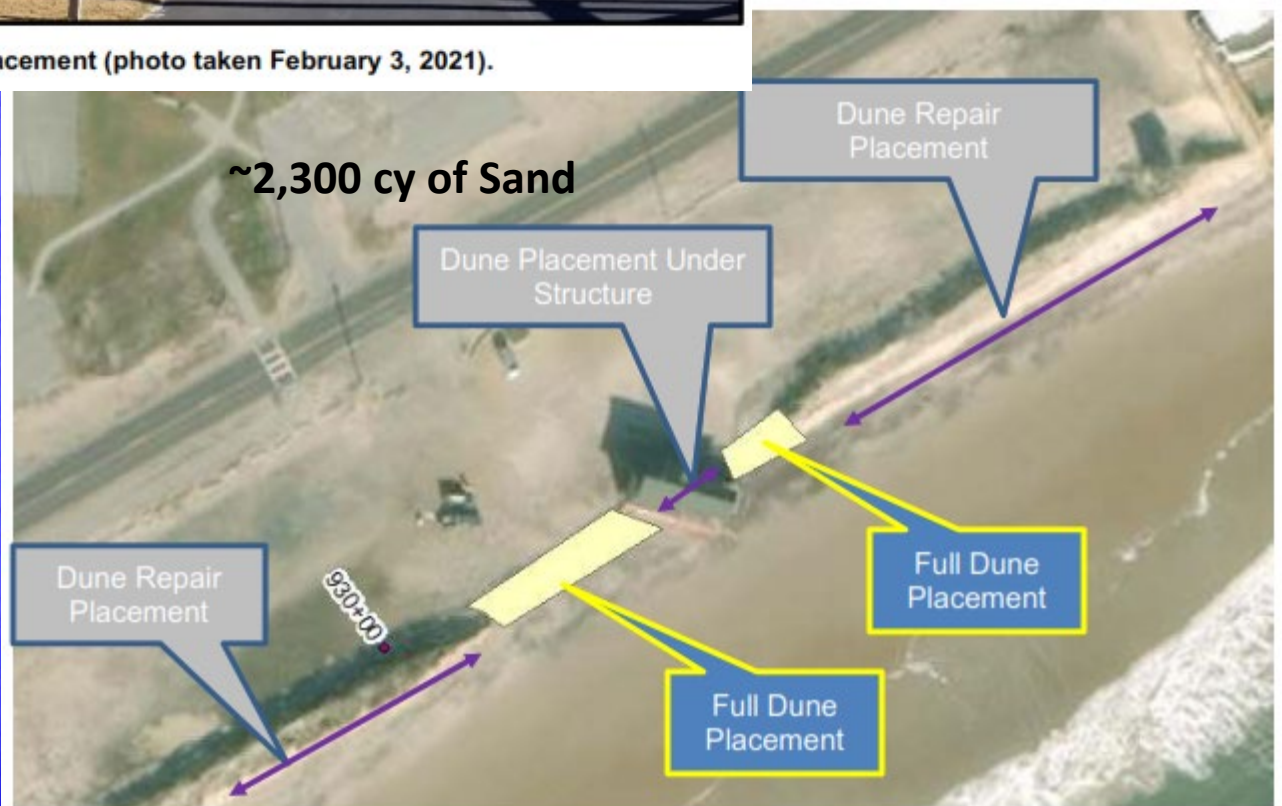 acement (photo taken February 3, 2021).
~2,300 cy of Sand
Dune Repair
Placement
Dune Placement Under
Structure
Dune Repair
Placement
930+00
Full Dune
Placement
Full Dune
Placement